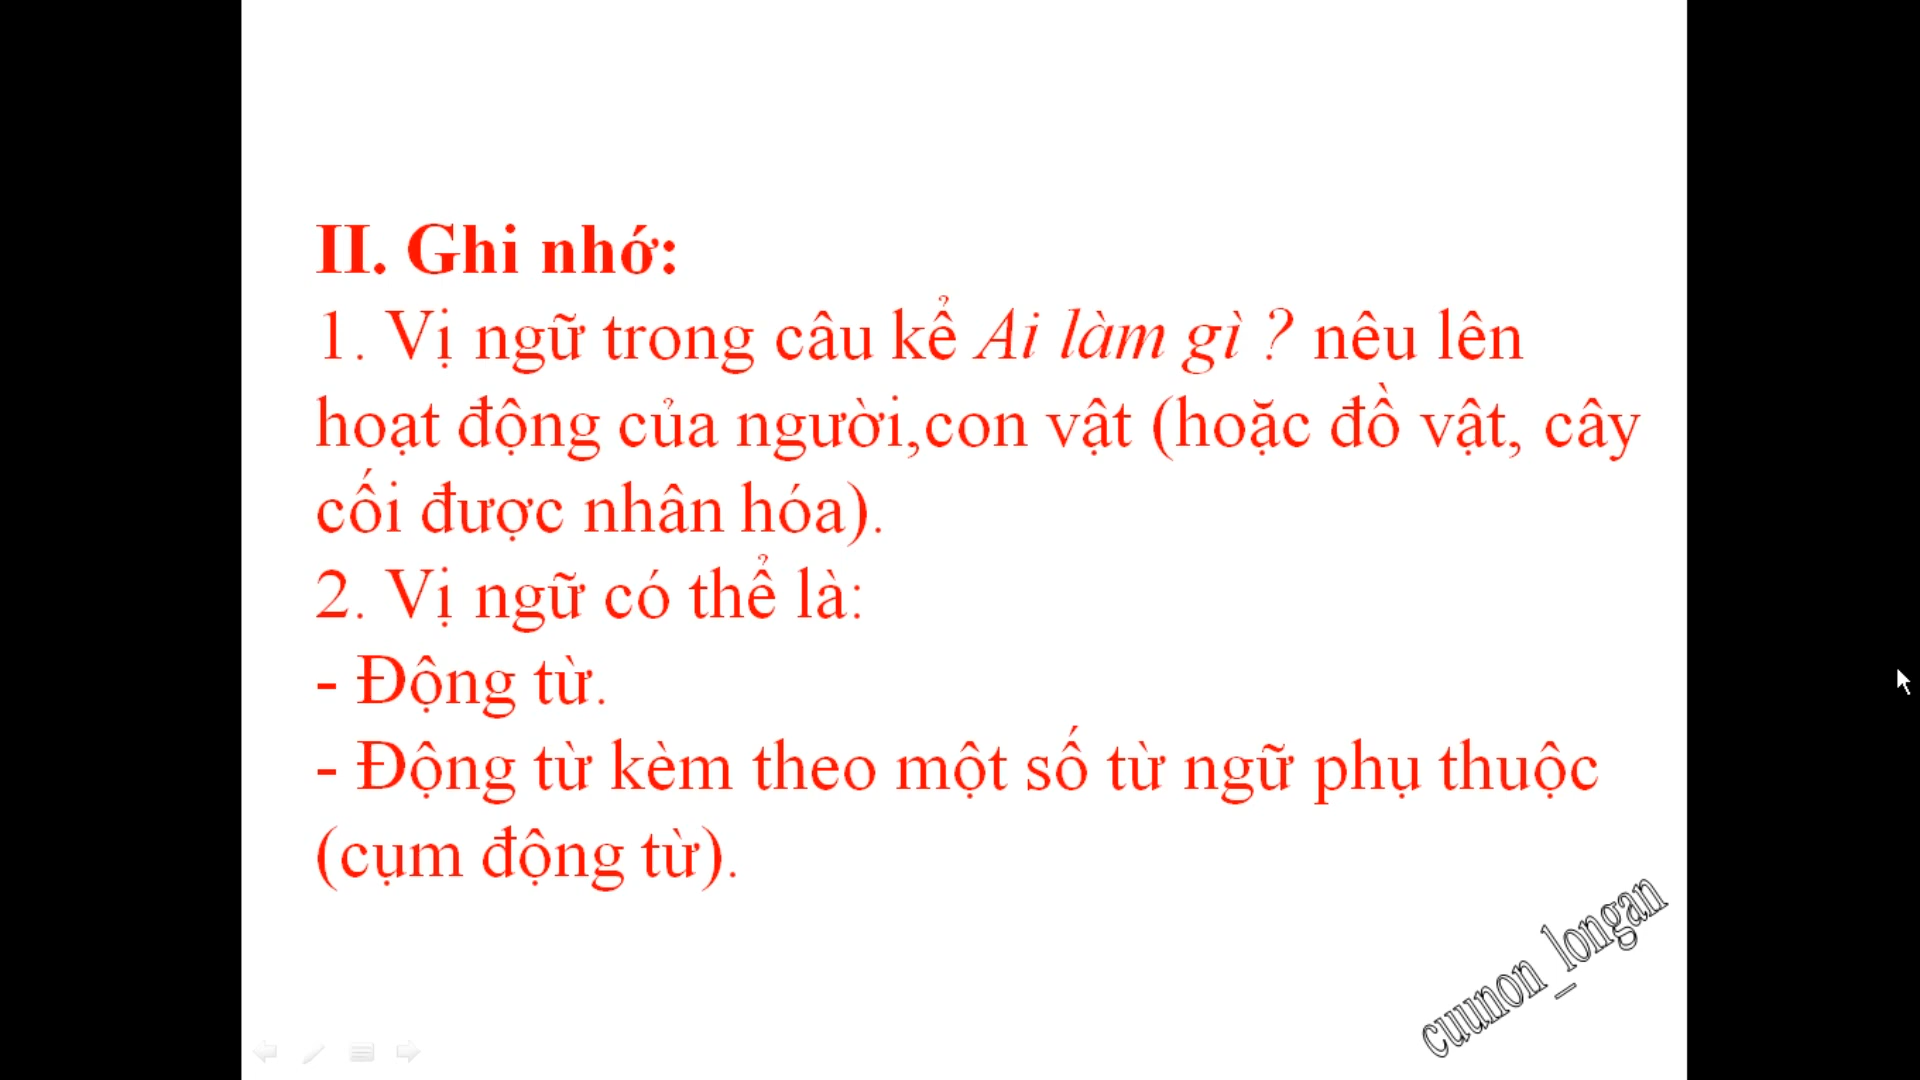 II. Ghi nhớ:
1. Vị ngữ trong câu kể Ai làm gì ? nêu lên
hoạt động của người,con vật (hoặc đồ vật, cây
cối được nhân hóa).
2. Vị ngữ có thể là:
- Động từ.
- Động từ kèm theo một số từ ngữ phụ thuộc
(cụm động từ).
cuunon_longan